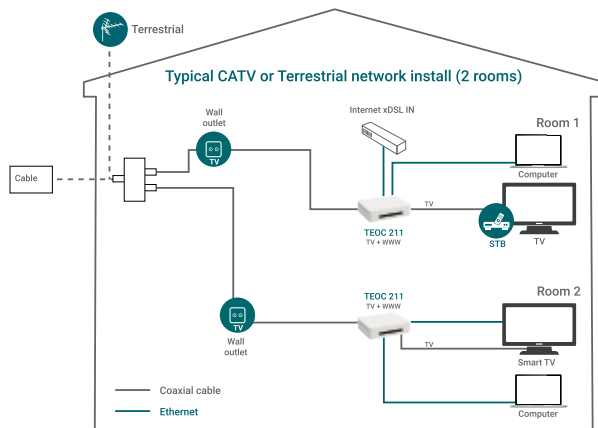 Terrestrial
Typical CATV or Terrestrial network install (2 rooms)
Wall
outlet
TV
Internet xDSL IN
Room 1
Computer
Cable
TV
TEOC 211
TV + WWW
STB
TV
TEOC 211
TV + WWW
Room 2
TV
Wall
outlet
TV
Smart TV
Coaxial cable
Ethernet
Computer